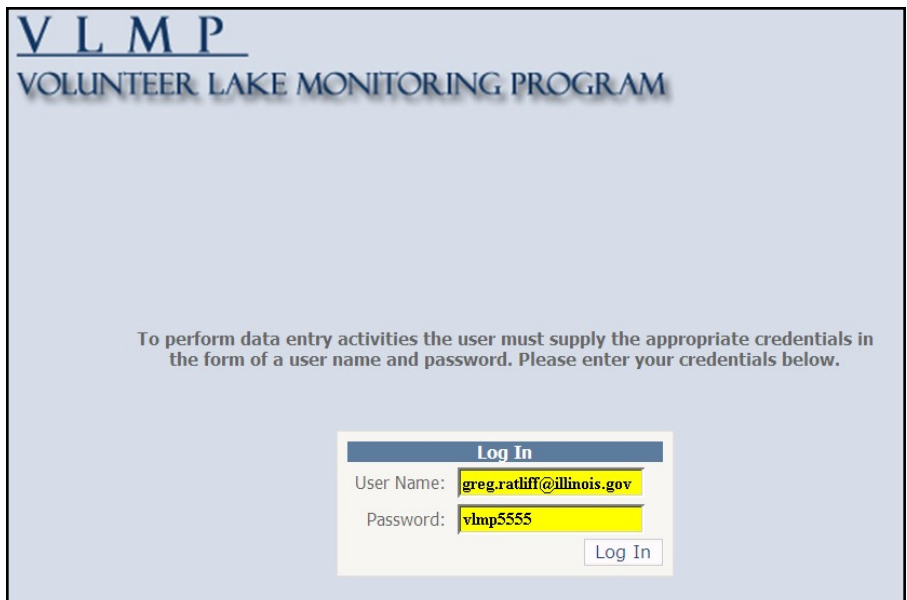 V L M P
VOLUNTEER LAKE MONITORING PROGRAM
To perform data entry activities the user must supply the appropriate credentials in
the form of a user name and password. Please enter your credentials below.
Log In
User Name: greg.ratliff@illinois.gov
Password: vlmp5555
Log In